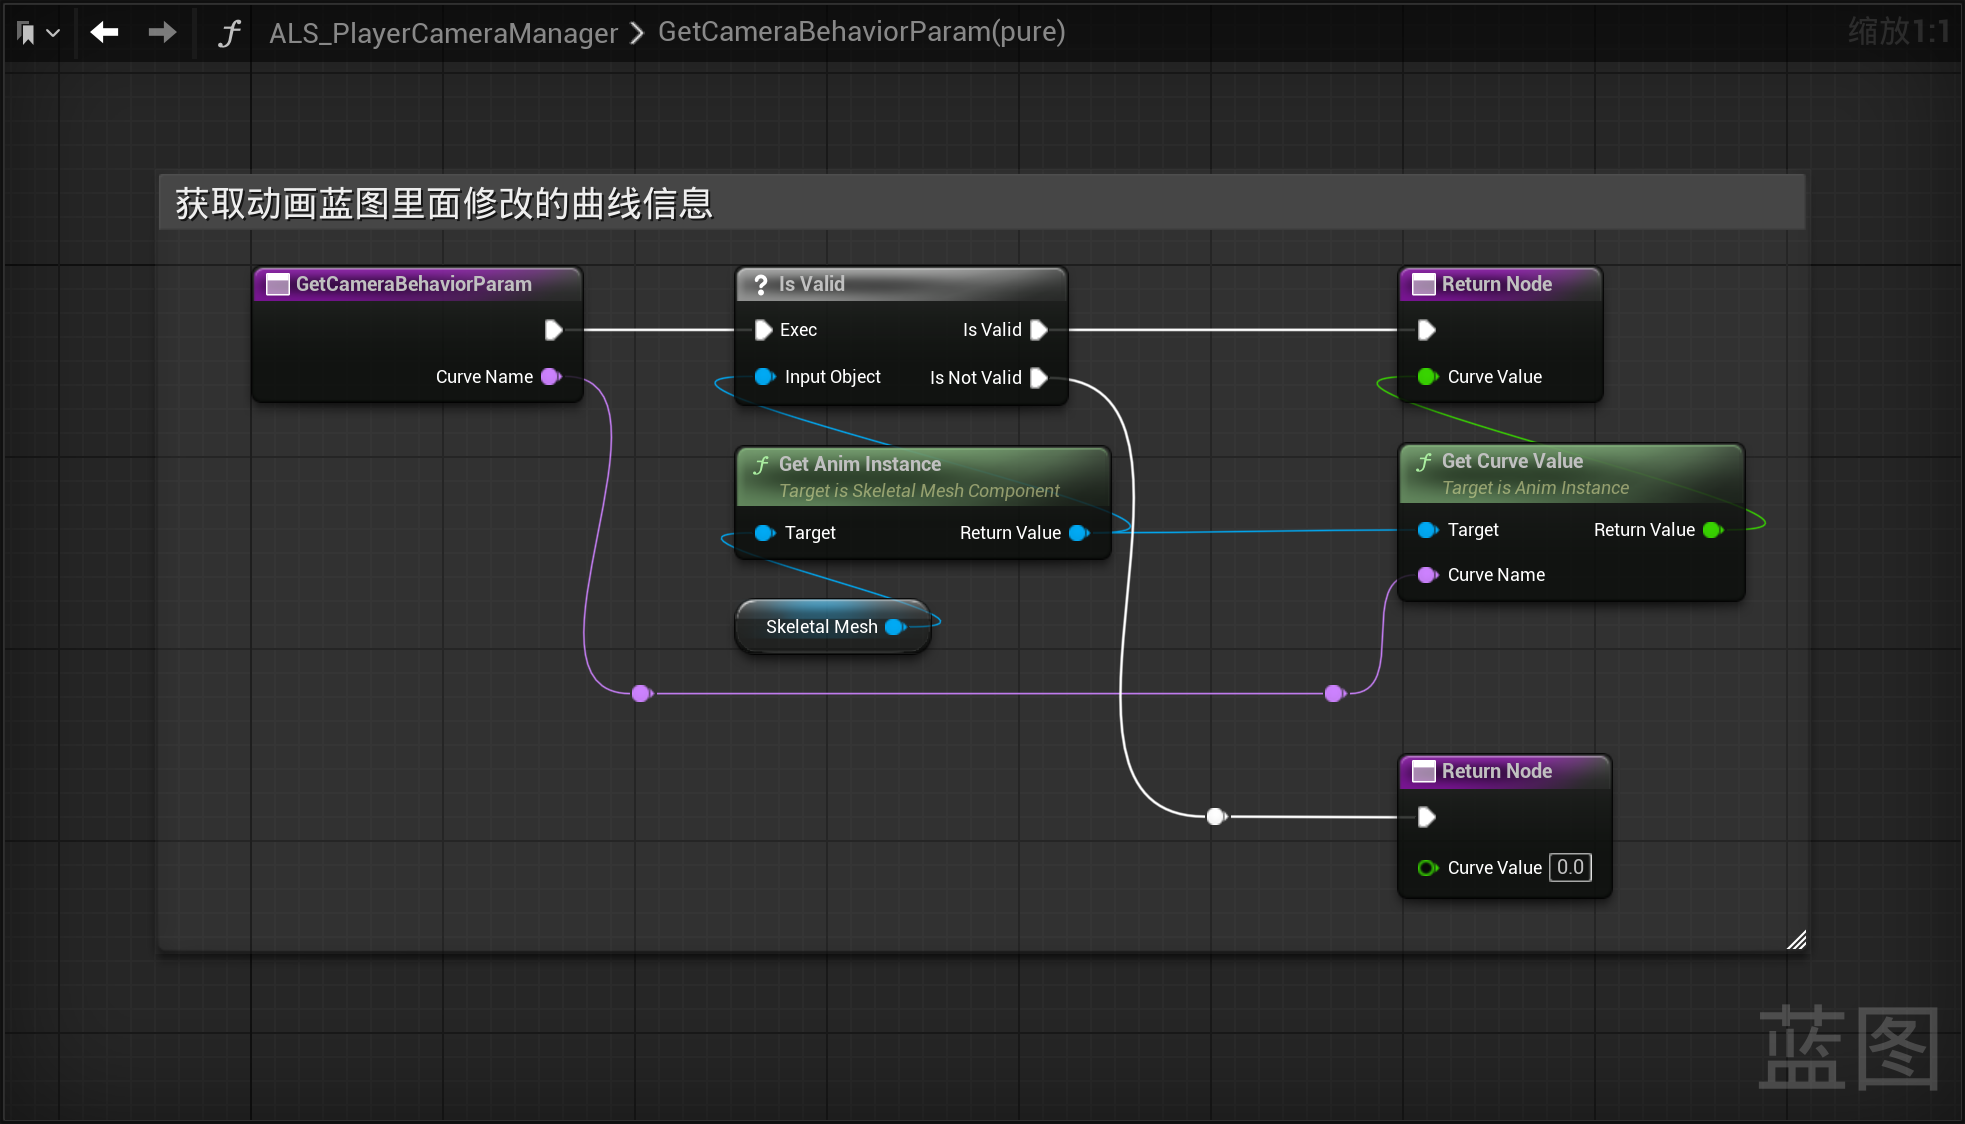 ALS_PlayerCameraManager > GetCameraBehaviorParam(pure)
缩放1:1
获取动画蓝图里面修改的曲线信息
GetCameraBehaviorParam
Curve Name
? Is Valid
Exec
Is Valid
Input Object
Is Not Valid
Return Node
Curve Value
f Get Anim Instance
Target is Skeletal Mesh Component
Target
Return Value
f Get Curve Value
Target is Anim Instance
Target
Return Value
Curve Name
Skeletal Mesh
Return Node
Curve Value 0.0
蓝图